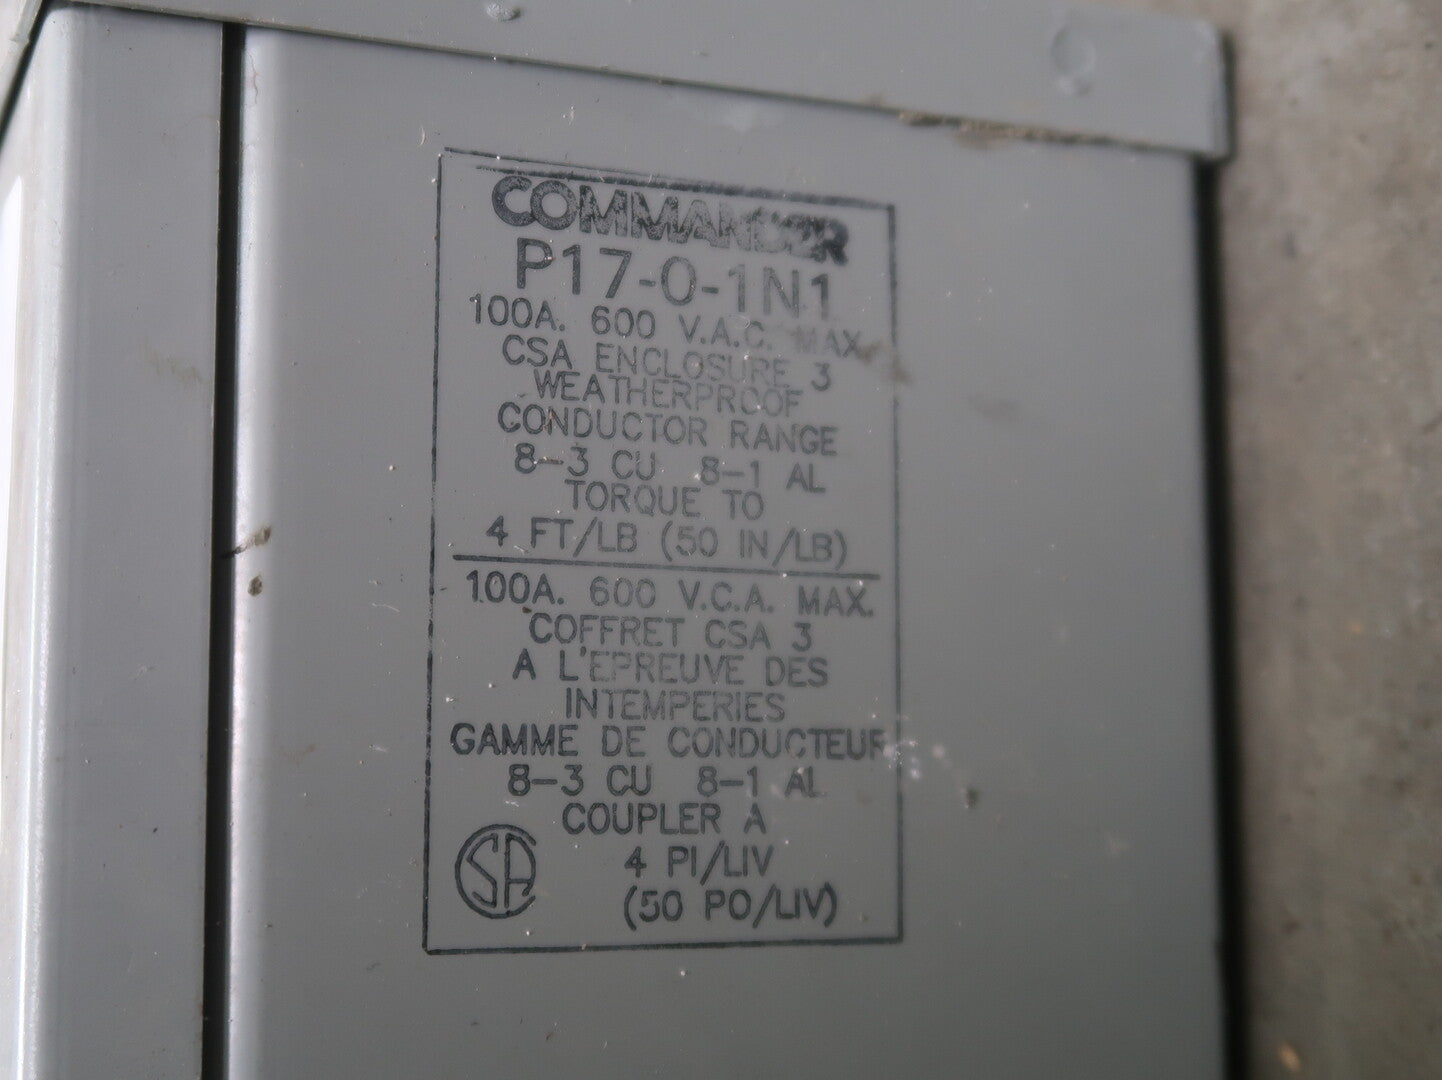 COMMANDER
P17-0-1N1
100A. 600 V.A.C. MAX.
CSA ENCLOSURE 3
WEATHERPROOF
CONDUCTOR RANGE
8-3 CU 8-1 AL
TORQUE TO
4 FT/LB (50 IN/LB)
100A. 600 V.C.A. MAX.
COFFRET CSA 3
A L'EPREUVE DES
INTEMPERIES
GAMME DE CONDUCTEUR
8-3 CU 8-1 AL
COUPLER A
4 PI/LIV
(50 PO/LIV)
SA